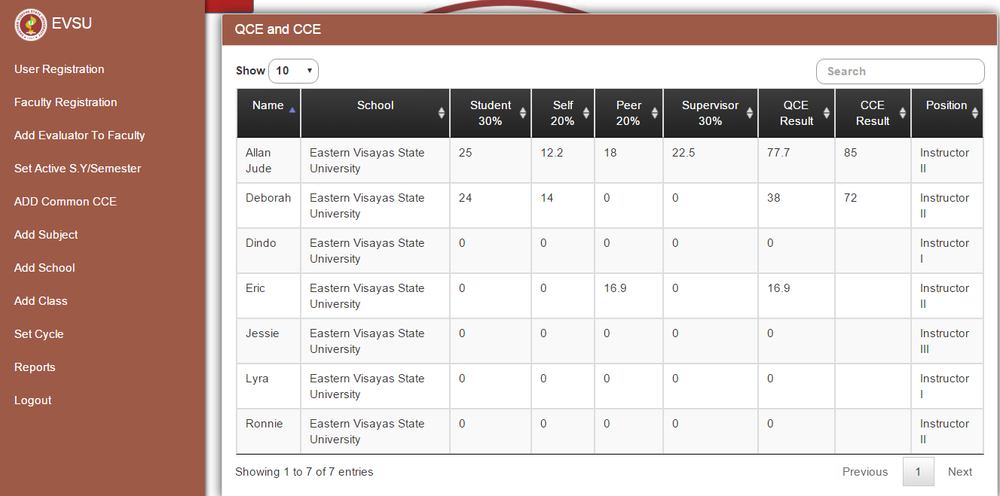 EVSU
User Registration
Faculty Registration
Add Evaluator To Faculty
Set Active S.Y/Semester
ADD Common CCE
Add Subject
Add School
Add Class
Set Cycle
Reports
Logout
QCE and CCE
Show 10
Search
Name School Student Self Peer Supervisor QCE CCE Position
30% 20% 20% 30% Result Result
Allan Eastern Visayas State 25 12.2 18 22.5 77.7 85 Instructor
Jude University II
Deborah Eastern Visayas State 24 14 0 0 38 72 Instructor
University II
Dindo Eastern Visayas State 0 0 0 0 0 Instructor
University I
Eric Eastern Visayas State 0 0 16.9 0 16.9 Instructor
University II
Jessie Eastern Visayas State 0 0 0 0 0 Instructor
University III
Lyra Eastern Visayas State 0 0 0 0 0 Instructor
University I
Ronnie Eastern Visayas State 0 0 0 0 0 Instructor
University II
Showing 1 to 7 of 7 entries
Previous 1 Next